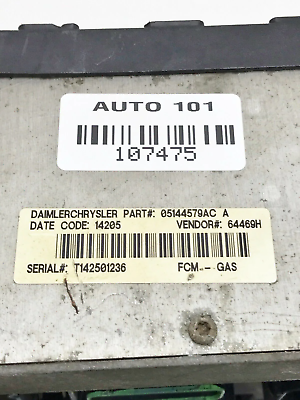 AUTO 101
107475
DAIMLERCHRYSLER PART#: 05144579AC A
DATE CODE: 14205 VENDOR#: 64469H
SERIAL#: T142501236 FCM-- GAS